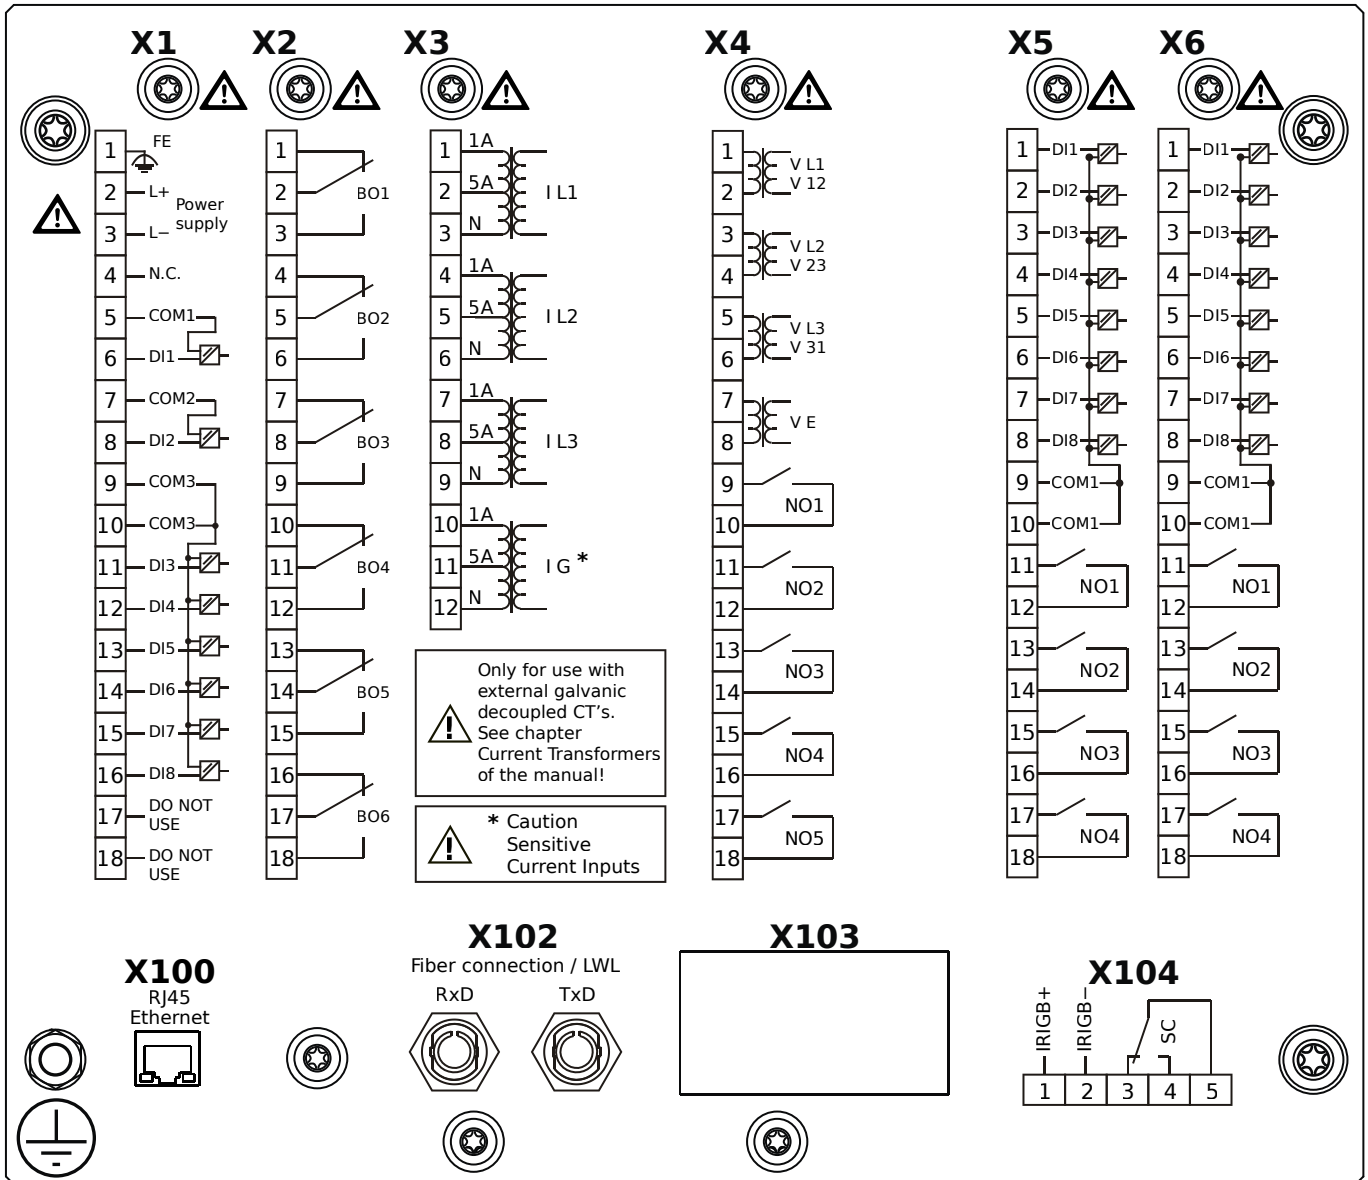 X1
X2
X3
X4
X5
X6
1 FE
2 L+ Power
supply
3 L−
4 N.C.
5 COM1
6 DI1
7 COM2
8 DI2
9 COM3
10 COM3
11 DI3
12 DI4
13 DI5
14 DI6
15 DI7
16 DI8
17 DO NOT
USE
18 DO NOT
USE
1
2 BO1
3
4
5 BO2
6
7
8 BO3
9
10
11 BO4
12
13
14 BO5
15
16
17 BO6
18
1 1A
2 5A I L1
3 N
4 1A
5 5A I L2
6 N
7 1A
8 5A I L3
9 N
10 1A
11 5A I G *
12 N
Only for use with
external galvanic
decoupled CT's.
See chapter
Current Transformers
of the manual!
* Caution
Sensitive
Current Inputs
1 V L1
2 V 12
3 V L2
4 V 23
5 V L3
6 V 31
7
V E
8
9
NO1
10
11
NO2
12
13
NO3
14
15
NO4
16
17
NO5
18
1 DI1
2 DI2
3 DI3
4 DI4
5 DI5
6 DI6
7 DI7
8 DI8
9 COM1
10 COM1
11
NO1
12
13
NO2
14
15
NO3
16
17
NO4
18
1 DI1
2 DI2
3 DI3
4 DI4
5 DI5
6 DI6
7 DI7
8 DI8
9 COM1
10 COM1
11
NO1
12
13
NO2
14
15
NO3
16
17
NO4
18
X100
RJ45
Ethernet
X102
Fiber connection / LWL
RxD TxD
X103
X104
IRIGB+
IRIGB−
SC
1 2 3 4 5